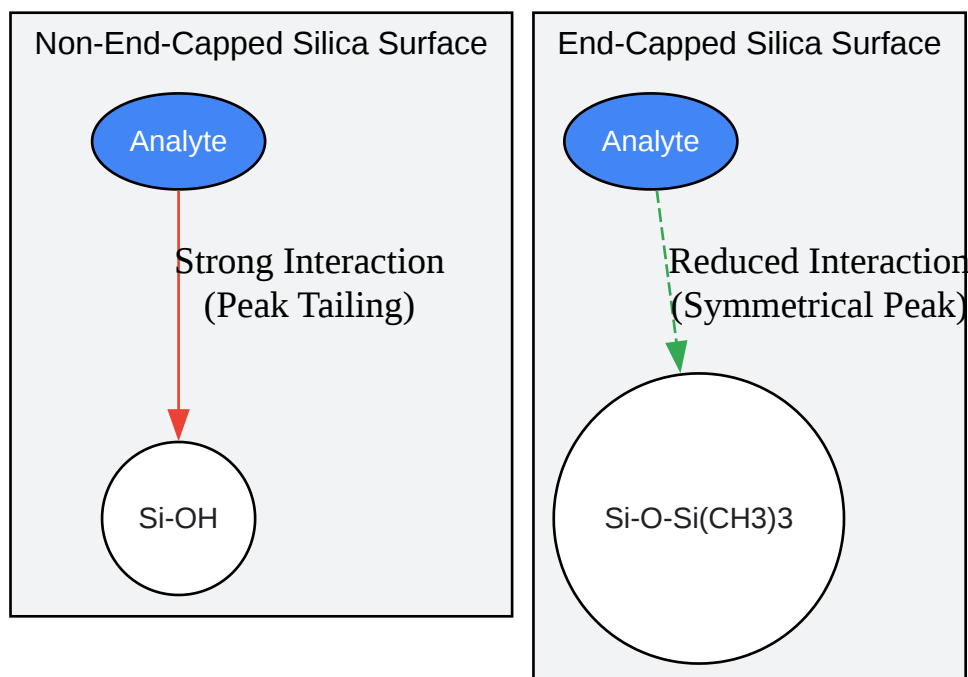 Non-End-Capped Silica Surface
Analyte
Strong Interaction
(Peak Tailing)
Si-OH
End-Capped Silica Surface
Analyte
Reduced Interaction
(Symmetrical Peak)
Si-O-Si(CH3)3